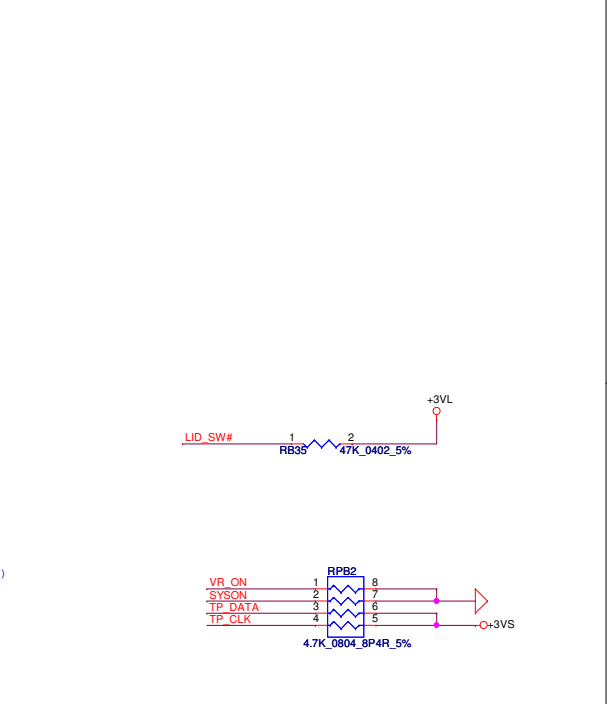 +3VL
LID_SW# 1 2
RB35 47K_0402_5%
)
RPB2
VR_ON 1 8
SYSON 2 7
TP_DATA 3 6
TP_CLK 4 5 +3VS
4.7K_0804_8P4R_5%